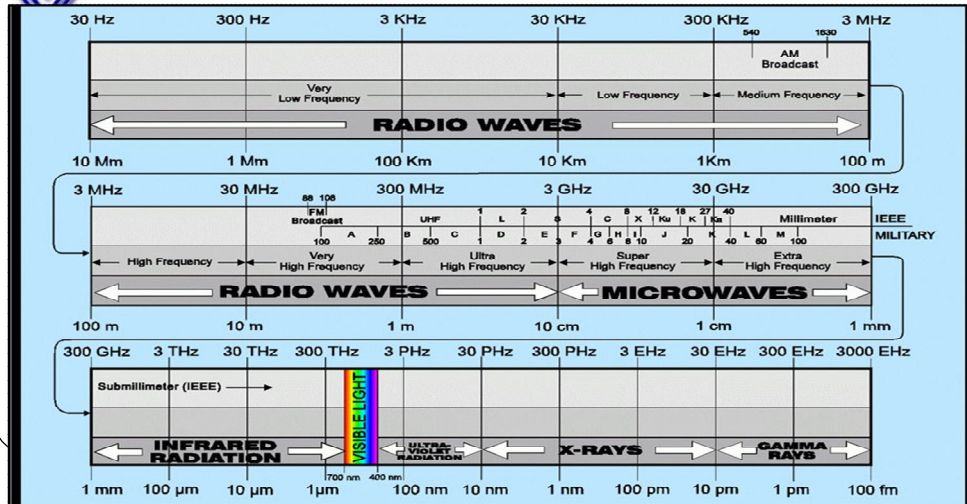 30 Hz 300 Hz 3 KHz 30 KHz 300 KHz 3 MHz
540 1630
AM
Broadcast
Very
Low Frequency Low Frequency Medium Frequency
RADIO WAVES
10 Mm 1 Mm 100 Km 10 Km 1Km 100 m
3 MHz 30 MHz 300 MHz 3 GHz 30 GHz 300 GHz
88 108
FM
Broadcast
UHF 1 L 2 S 4 C 8 X 12 Ku 18 K 27 Ka 40 Millimeter IEEE
100 A 250 B 500 C 1 D 2 E 3 F 4 G 6 H 8 I 10 J 20 K 40 L 60 M 100 MILITARY
High Frequency Very High Frequency Ultra High Frequency Super High Frequency Extra High Frequency
RADIO WAVES MICROWAVES
100 m 10 m 1 m 10 cm 1 cm 1 mm
300 GHz 3 THz 30 THz 300 THz 3 PHz 30 PHz 300 PHz 3 EHz 30 EHz 300 EHz 3000 EHz
Submillimeter (IEEE)
VISIBLE LIGHT
INFRARED
RADIATION
ULTRA-
VIOLET
RADIATION
X-RAYS
GAMMA
RAYS
700 nm 400 nm
1 mm 100 µm 10 µm 1µm 100 nm 10 nm 1 nm 100 pm 10 pm 1 pm 100 fm